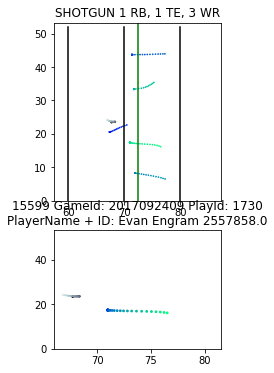 SHOTGUN 1 RB, 1 TE, 3 WR
50
40
30
20
10
0
60 70 80
15599 GameId: 2017092409 PlayId: 1730
PlayerName + ID: Evan Engram 2557858.0
40
20
0
70 75 80